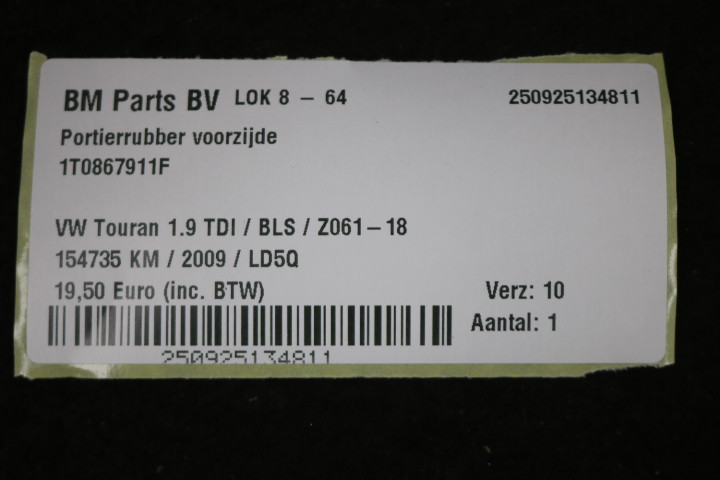 BM Parts BV LOK 8 - 64 250925134811
Portierrubber voorzijde
1T0867911F
VW Touran 1.9 TDI / BLS / Z061-18
154735 KM / 2009 / LD5Q
19,50 Euro (inc. BTW) Verz: 10
Aantal: 1
250925134811